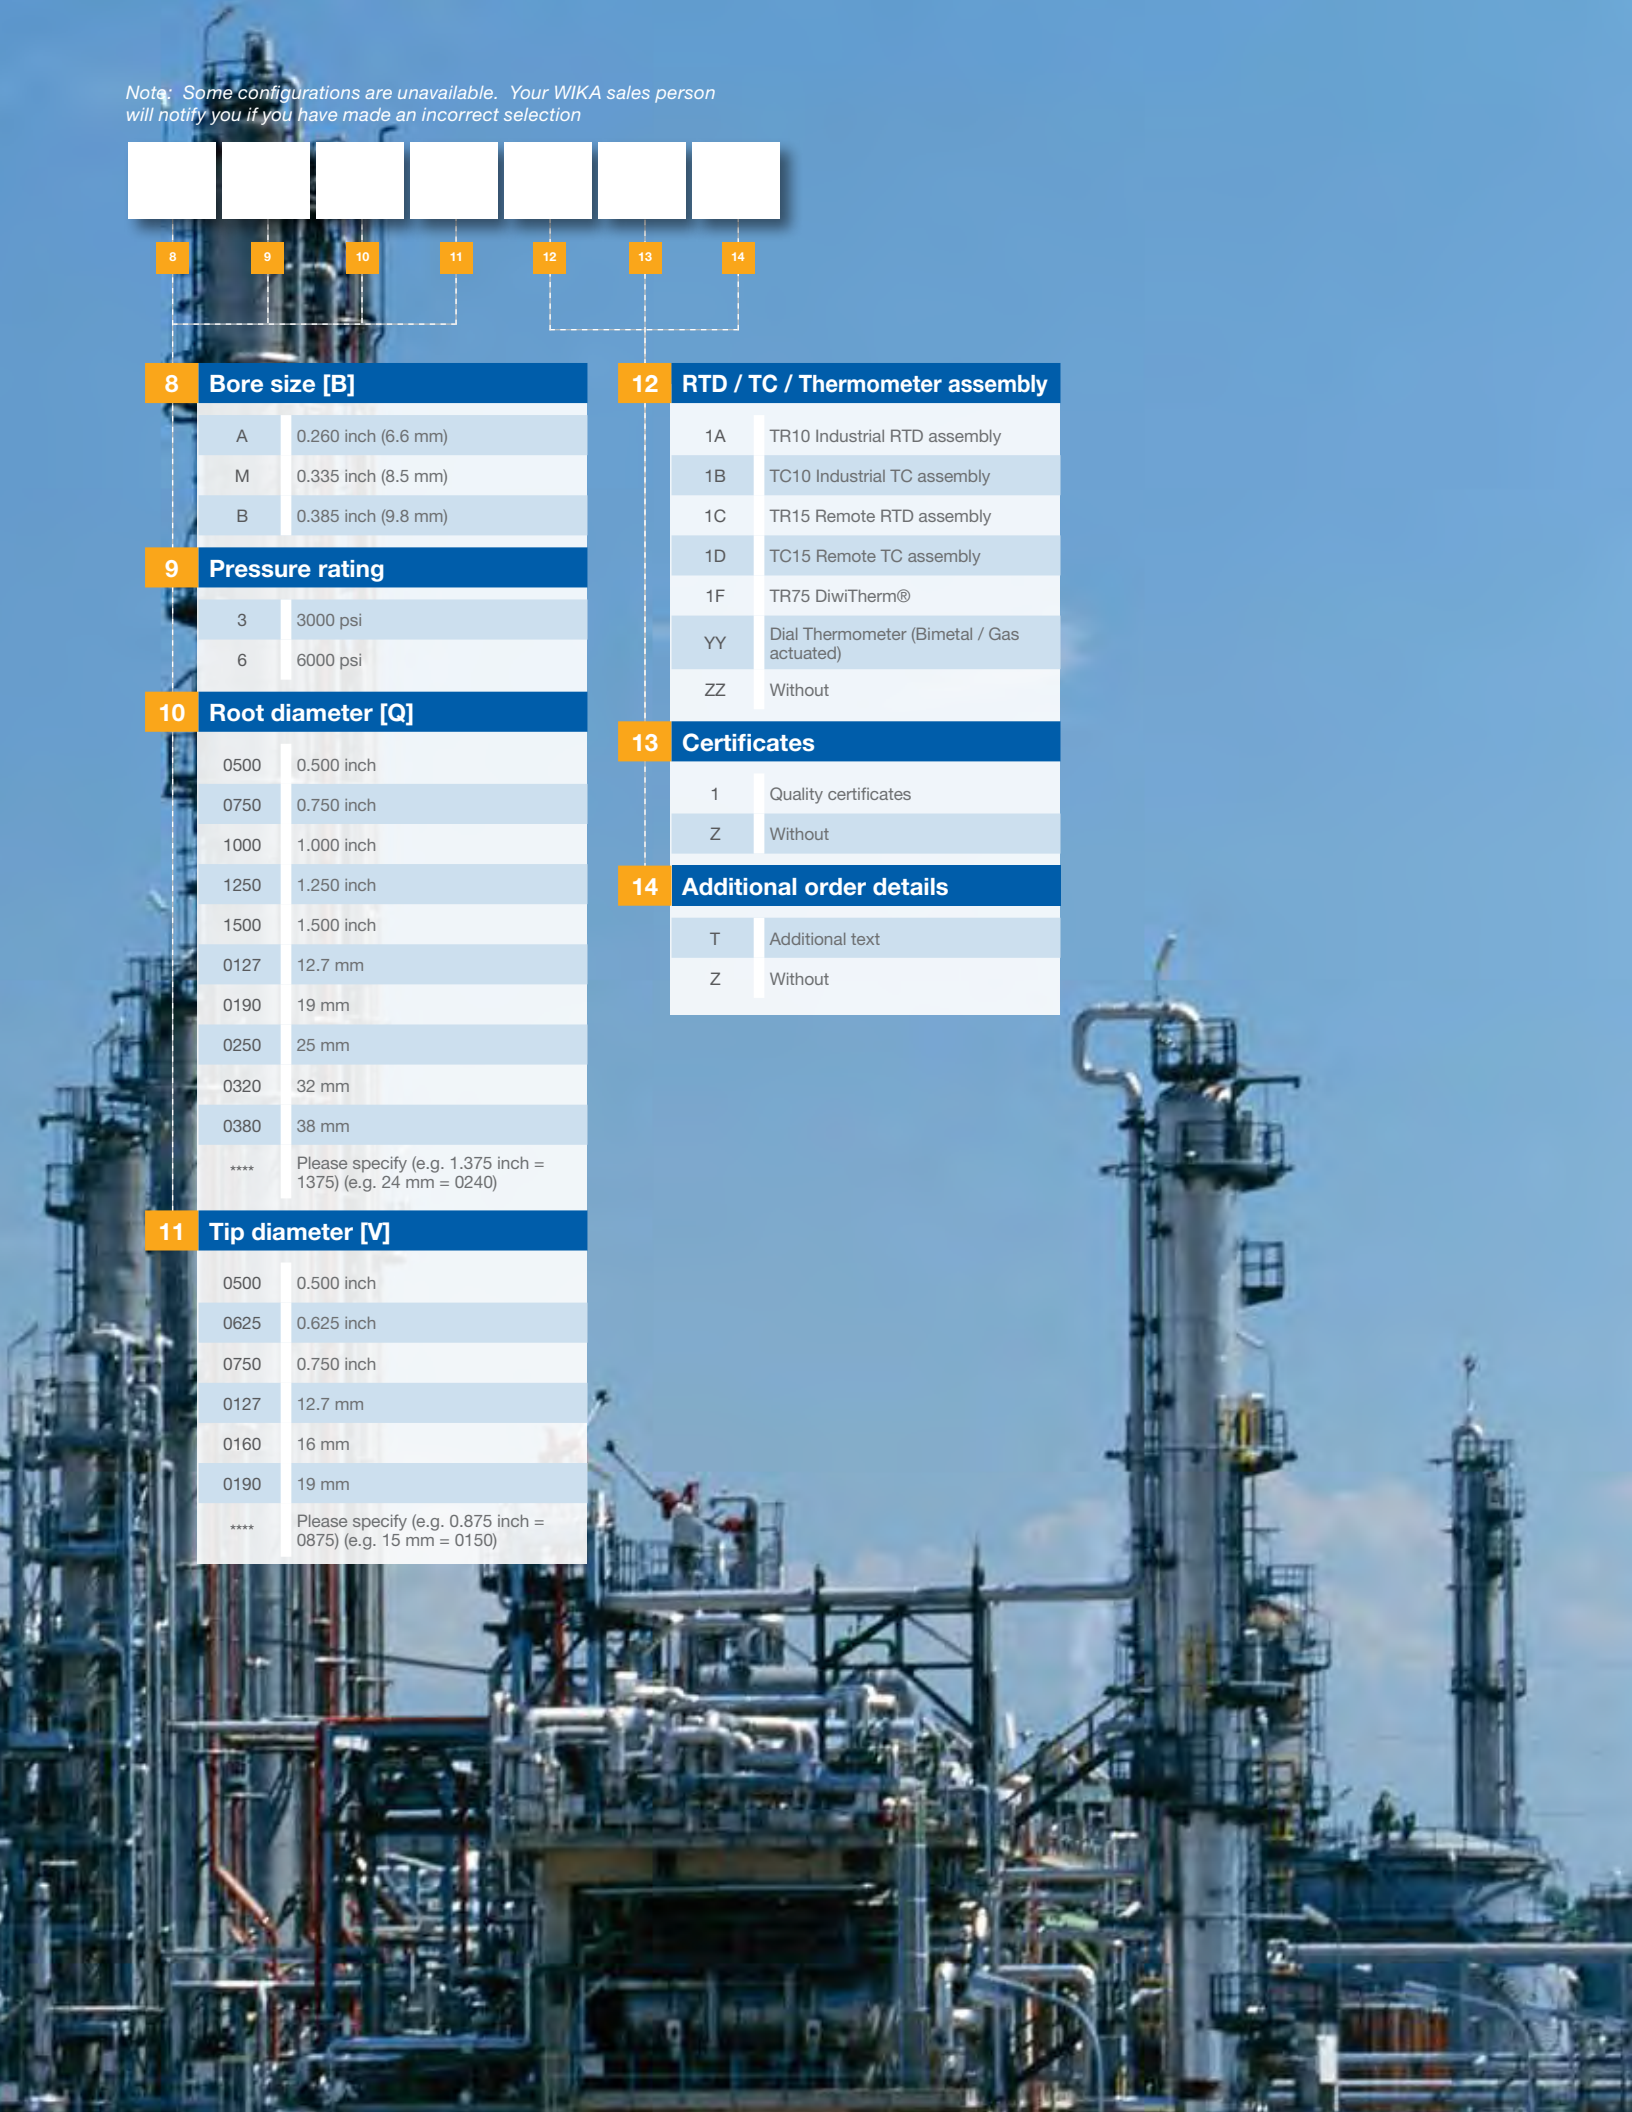 Note: Some configurations are unavailable. Your WIKA sales person
will notify you if you have made an incorrect selection
8 9 10 11 12 13 14
8 Bore size [B]
A 0.260 inch (6.6 mm)
M 0.335 inch (8.5 mm)
B 0.385 inch (9.8 mm)
9 Pressure rating
3 3000 psi
6 6000 psi
10 Root diameter [Q]
0500 0.500 inch
0750 0.750 inch
1000 1.000 inch
1250 1.250 inch
1500 1.500 inch
0127 12.7 mm
0190 19 mm
0250 25 mm
0320 32 mm
0380 38 mm
**** Please specify (e.g. 1.375 inch =
1375) (e.g. 24 mm = 0240)
11 Tip diameter [V]
0500 0.500 inch
0625 0.625 inch
0750 0.750 inch
0127 12.7 mm
0160 16 mm
0190 19 mm
**** Please specify (e.g. 0.875 inch =
0875) (e.g. 15 mm = 0150)
12 RTD / TC / Thermometer assembly
1A TR10 Industrial RTD assembly
1B TC10 Industrial TC assembly
1C TR15 Remote RTD assembly
1D TC15 Remote TC assembly
1F TR75 DiwiTherm®
YY Dial Thermometer (Bimetal / Gas
actuated)
ZZ Without
13 Certificates
1 Quality certificates
Z Without
14 Additional order details
T Additional text
Z Without